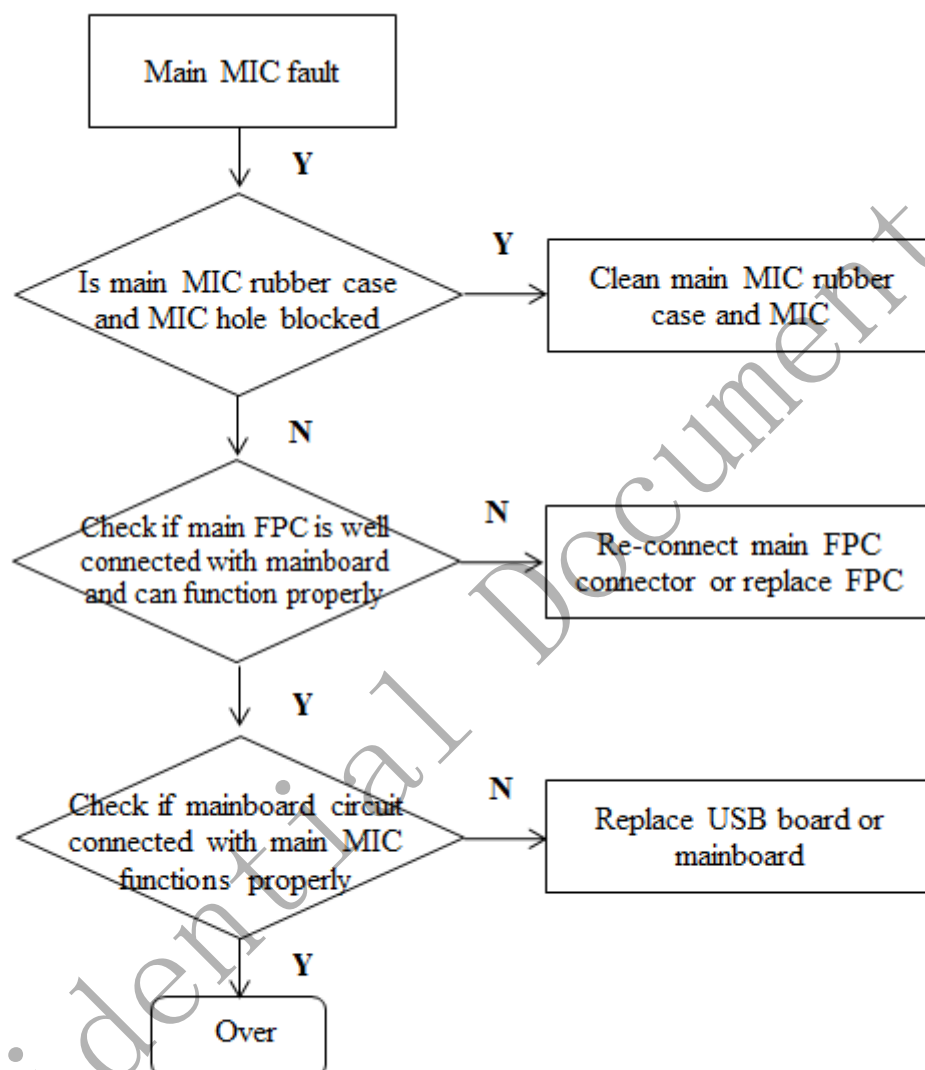 Main MIC fault
Y
Is main MIC rubber case
and MIC hole blocked
Y
Clean main MIC rubber
case and MIC
N
Check if main FPC is well
connected with mainboard
and can function properly
N
Re-connect main FPC
connector or replace FPC
Y
Check if mainboard circuit
connected with main MIC
functions properly
N
Replace USB board or
mainboard
Y
Over
idential Document